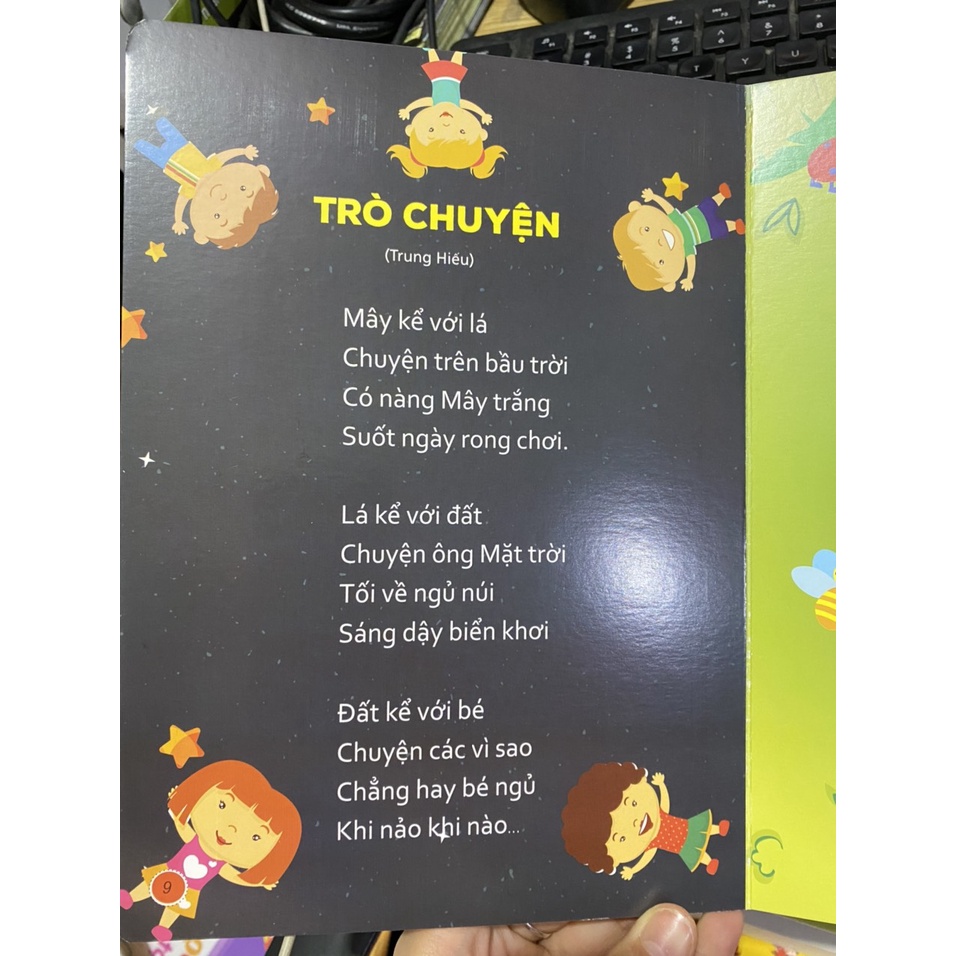 TRÒ CHUYỆN
(Trung Hiếu)
Mây kể với lá
Chuyện trên bầu trời
Có nàng Mây trắng
Suốt ngày rong chơi.
Lá kể với đất
Chuyện ông Mặt trời
Tối về ngủ núi
Sáng dậy biển khơi
Đất kể với bé
Chuyện các vì sao
Chẳng hay bé ngủ
Khi nảo khi nào...
9